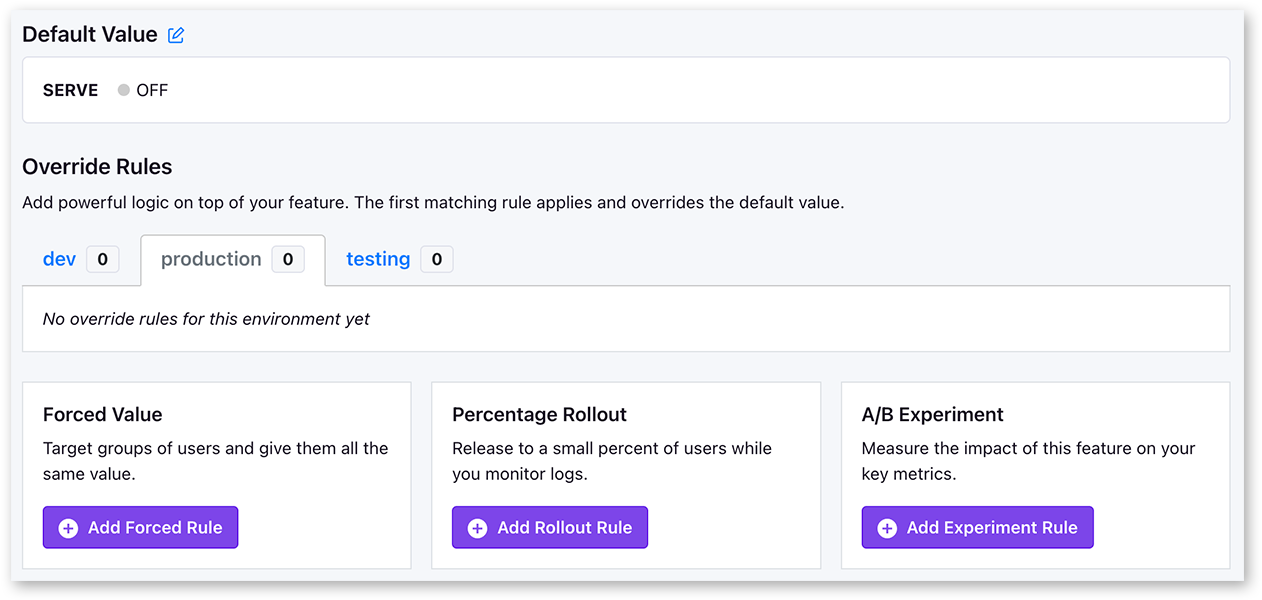 Default Value
SERVE OFF
Override Rules
Add powerful logic on top of your feature. The first matching rule applies and overrides the default value.
dev 0 production 0 testing 0
No override rules for this environment yet
Forced Value
Target groups of users and give them all the
same value.
Add Forced Rule
Percentage Rollout
Release to a small percent of users while
you monitor logs.
Add Rollout Rule
A/B Experiment
Measure the impact of this feature on your
key metrics.
Add Experiment Rule